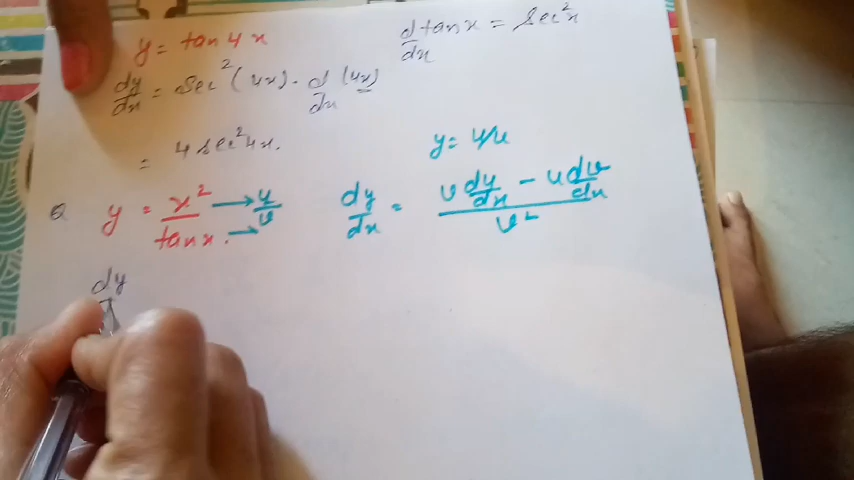 y = tan 4x
d/dx tan x = sec²x
dy/dx = sec²(4x) · d/dx (4x)
= 4 sec²4x.
y = u/u
Q y = x²/tan x. → u → v
dy/dx = (v dy/dx - u dv/dx)/v²
dy